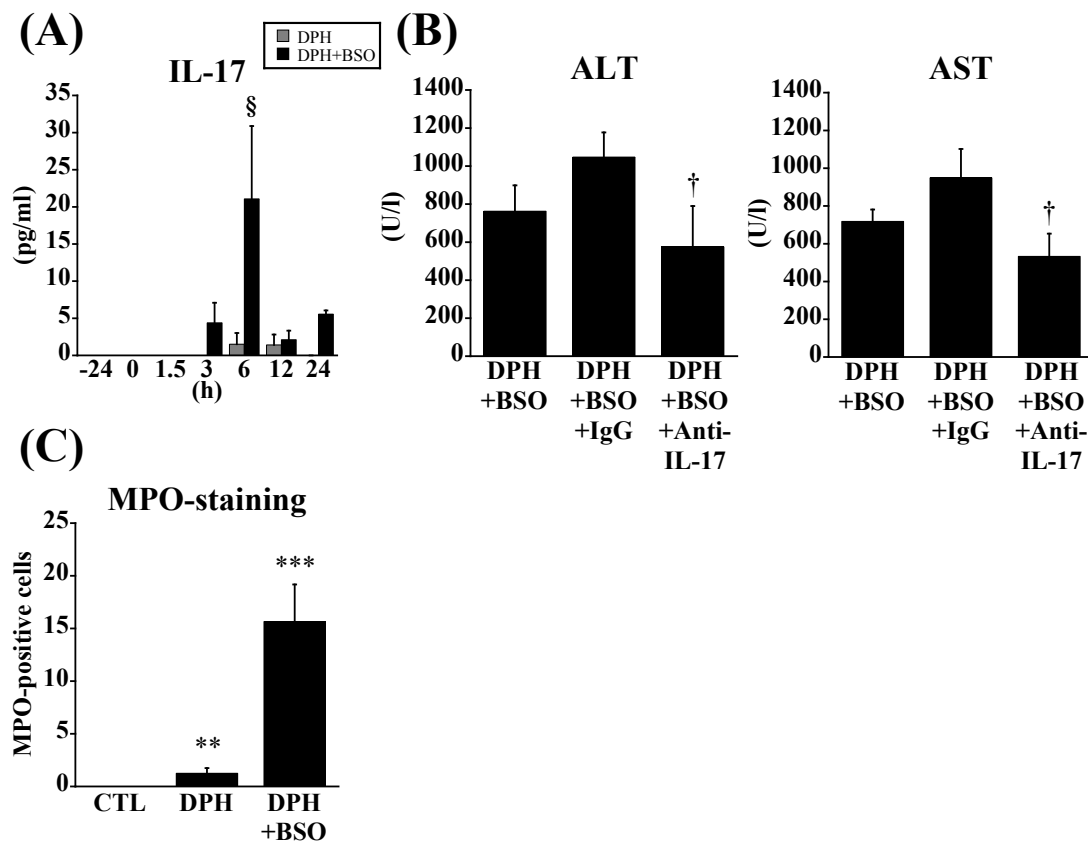 (A)
DPH
DPH+BSO
IL-17
§
35
30
25
20
15
10
5
0
(pg/ml)
-24 0 1.5 3 6 12 24
(h)
(B)
ALT
1400
1200
1000
800
600
400
200
0
(U/l)
†
DPH DPH DPH
+BSO +BSO +BSO
+IgG +Anti-
IL-17
AST
1400
1200
1000
800
600
400
200
0
(U/l)
†
DPH DPH DPH
+BSO +BSO +BSO
+IgG +Anti-
IL-17
(C)
MPO-staining
25
20
15
10
5
0
MPO-positive cells
**
***
CTL DPH DPH
+BSO